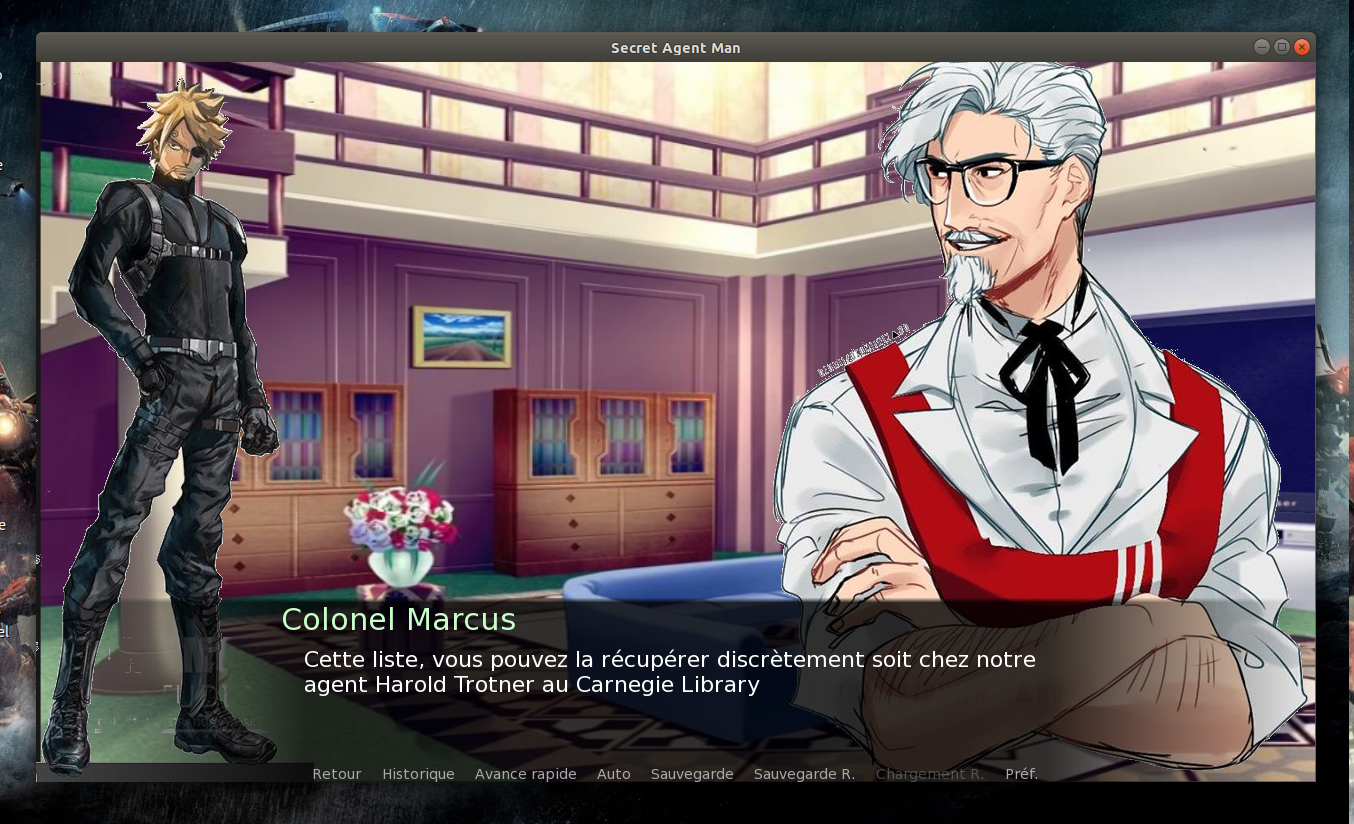 Secret Agent Man
Colonel Marcus
Cette liste, vous pouvez la récupérer discrètement soit chez notre
agent Harold Trotner au Carnegie Library
Retour Historique Avance rapide Auto Sauvegarde Sauvegarde R. Chargement R. Préf.